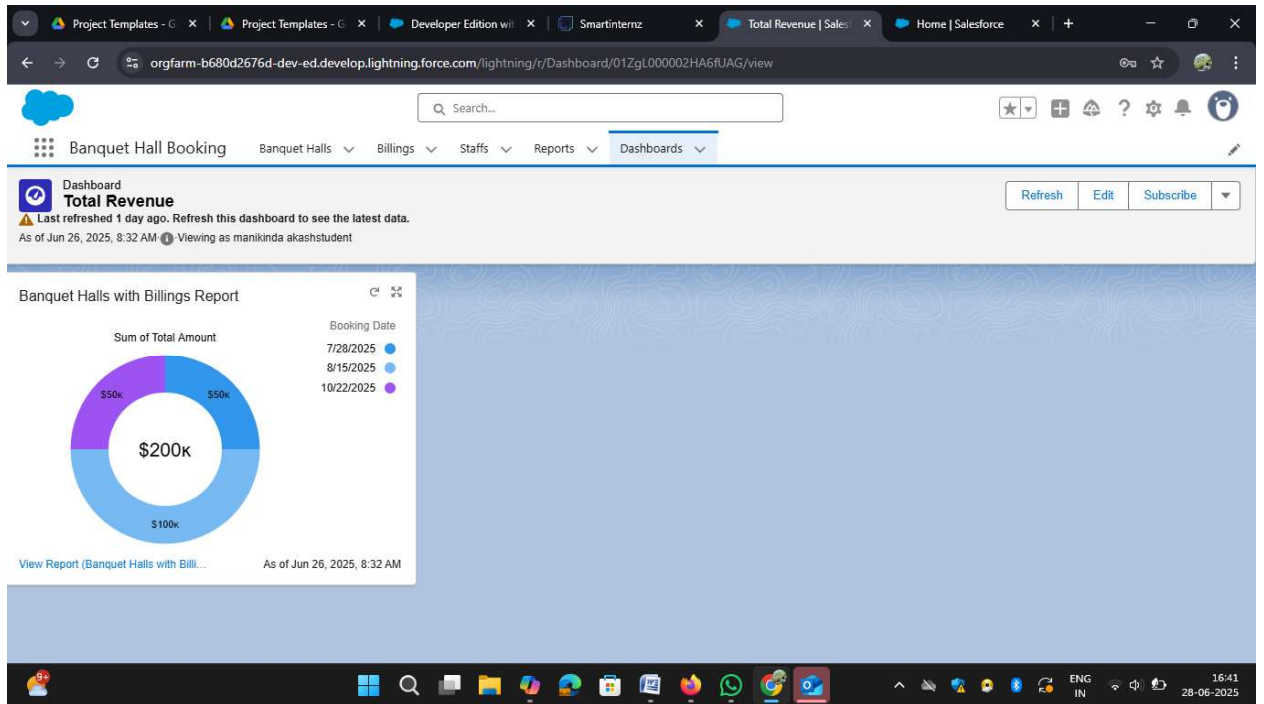 Project Templates - G
Project Templates - G
Developer Edition wit
Smartinternz
Total Revenue | Sales
Home | Salesforce
orgfarm-b680d2676d-dev-ed.develop.lightning.force.com/lightning/r/Dashboard/01ZgL000002HA6fUAG/view
Search...
Banquet Hall Booking
Banquet Halls
Billings
Staffs
Reports
Dashboards
Dashboard
Total Revenue
Last refreshed 1 day ago. Refresh this dashboard to see the latest data.
As of Jun 26, 2025, 8:32 AM·Viewing as manikinda akashstudent
Refresh
Edit
Subscribe
Banquet Halls with Billings Report
Sum of Total Amount
Booking Date
7/28/2025
8/15/2025
10/22/2025
$50K
$50K
$200K
$100K
View Report (Banquet Halls with Billi...
As of Jun 26, 2025, 8:32 AM
9+
ENG
IN
16:41
28-06-2025